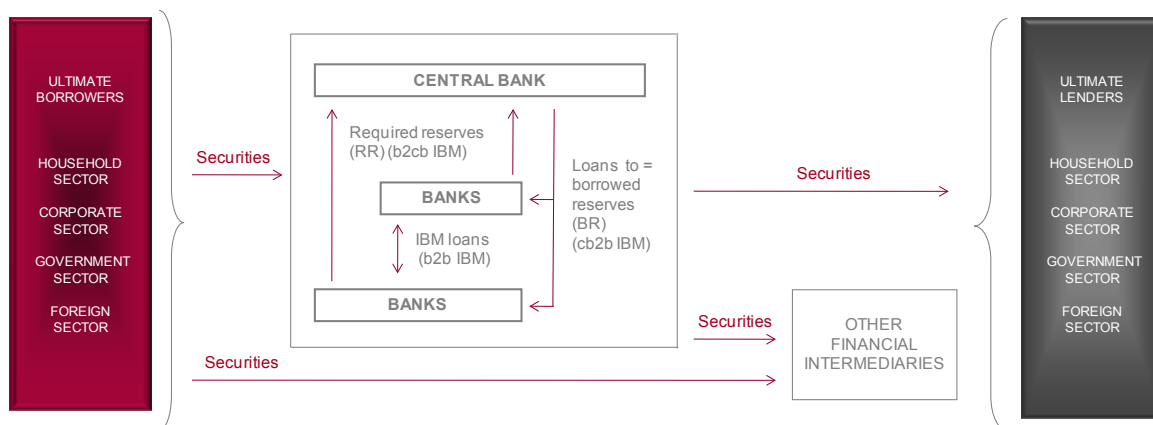 ULTIMATE
BORROWERS
HOUSEHOLD
SECTOR
CORPORATE
SECTOR
GOVERNMENT
SECTOR
FOREIGN
SECTOR
Securities
Securities
CENTRAL BANK
Required reserves
(RR) (b2cb IBM)
BANKS
IBM loans
(b2b IBM)
BANKS
Loans to =
borrowed
reserves
(BR)
(cb2b IBM)
Securities
Securities
OTHER
FINANCIAL
INTERMEDIARIES
ULTIMATE
LENDERS
HOUSEHOLD
SECTOR
CORPORATE
SECTOR
GOVERNMENT
SECTOR
FOREIGN
SECTOR